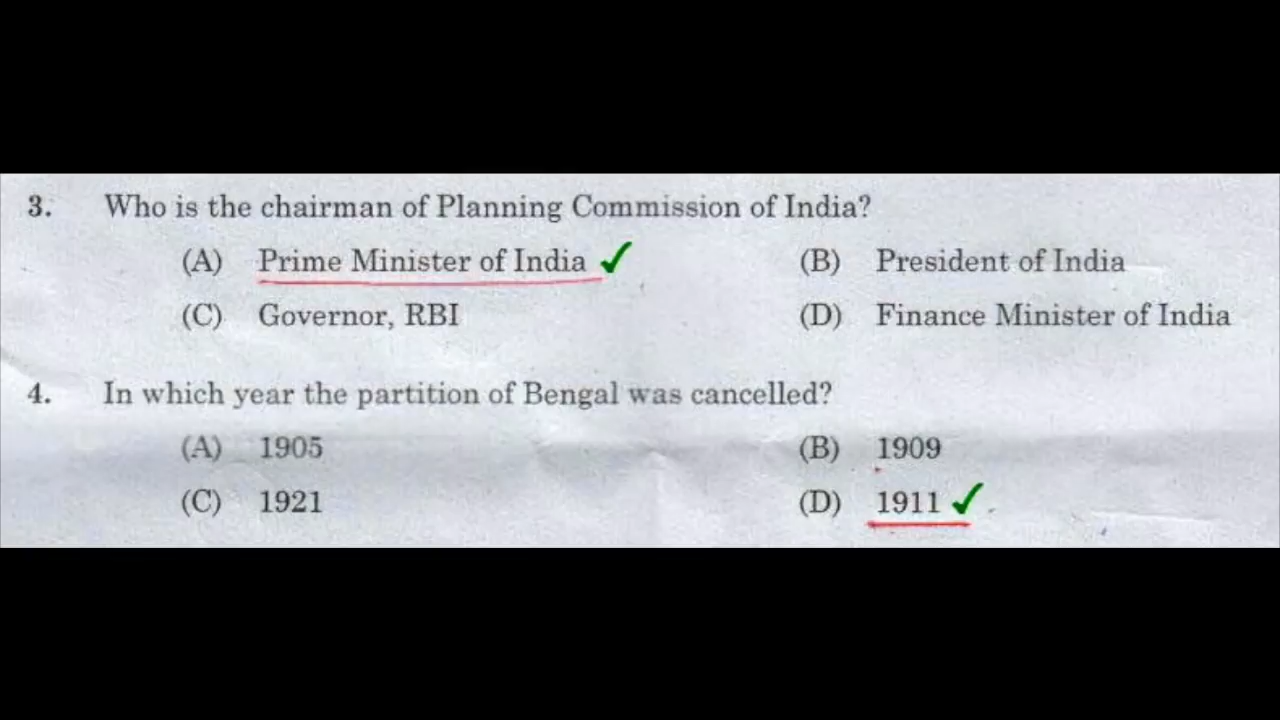 3. Who is the chairman of Planning Commission of India?
(A) Prime Minister of India ✓ (B) President of India
(C) Governor, RBI (D) Finance Minister of India
4. In which year the partition of Bengal was cancelled?
(A) 1905 (B) 1909
(C) 1921 (D) 1911 ✓